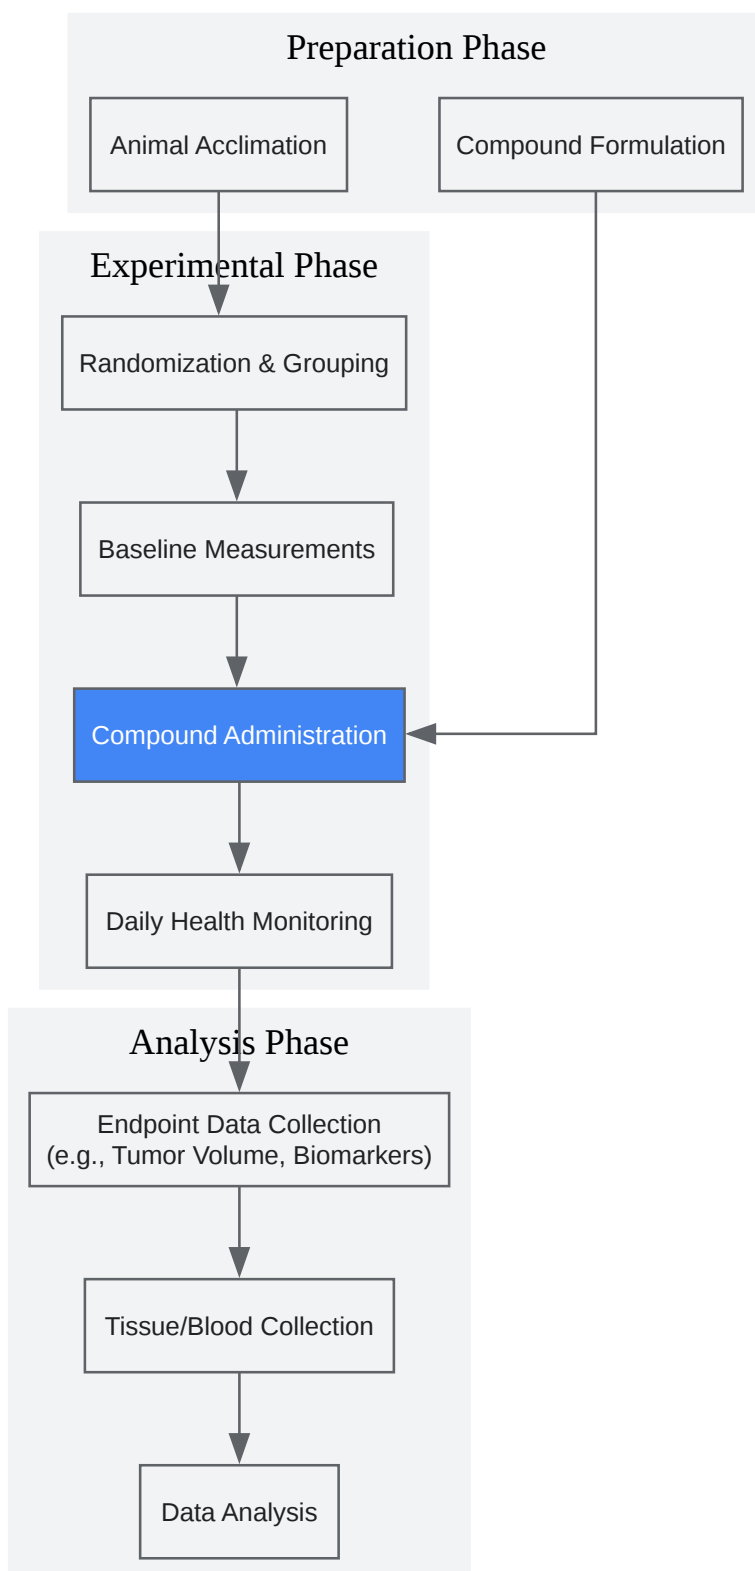 Preparation Phase
Animal Acclimation
Compound Formulation
Experimental Phase
Randomization & Grouping
Baseline Measurements
Compound Administration
Daily Health Monitoring
Analysis Phase
Endpoint Data Collection
(e.g., Tumor Volume, Biomarkers)
Tissue/Blood Collection
Data Analysis